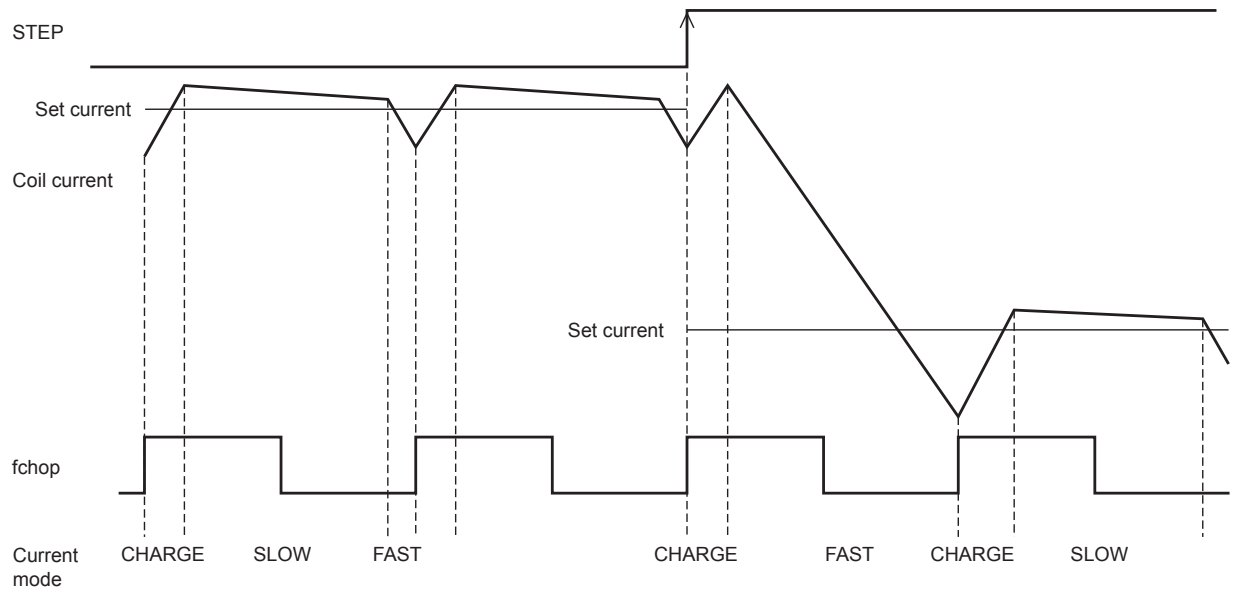 STEP
Set current
Coil current
Set current
fchop
Current
mode
CHARGE SLOW FAST CHARGE FAST CHARGE SLOW